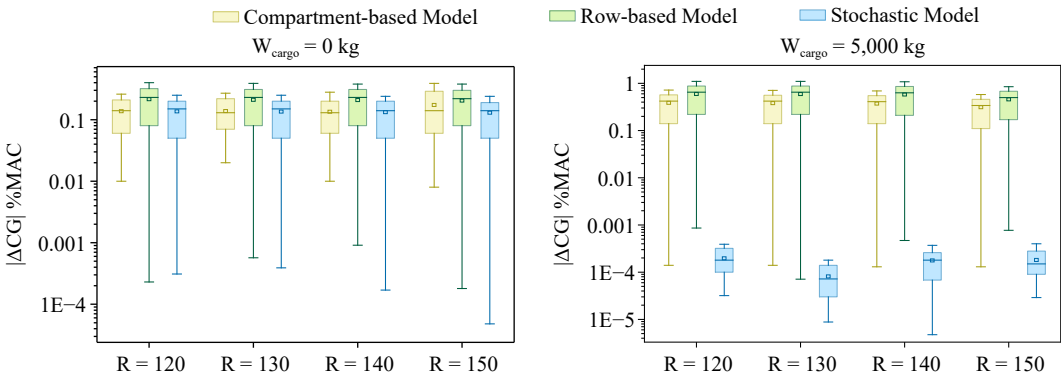 Compartment-based Model
Row-based Model
Stochastic Model
W_cargo = 0 kg
W_cargo = 5,000 kg
|ΔCG| %MAC
0.1
0.01
0.001
1E−4
R = 120
R = 130
R = 140
R = 150
|ΔCG| %MAC
1
0.1
0.01
0.001
1E−4
1E−5
R = 120
R = 130
R = 140
R = 150